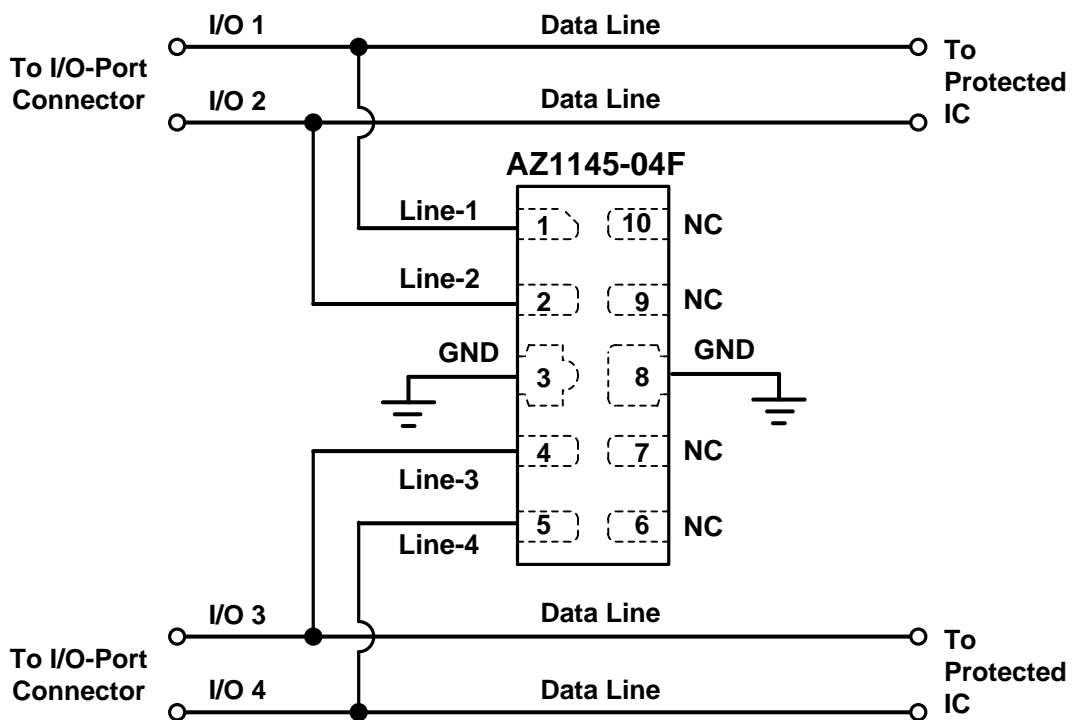 I/O 1
Data Line
To I/O-Port
Connector
To
Protected
IC
I/O 2
Data Line
AZ1145-04F
Line-1
1
10
NC
Line-2
2
9
NC
GND
3
8
GND
4
7
NC
Line-3
5
6
NC
Line-4
I/O 3
Data Line
To I/O-Port
Connector
To
Protected
IC
I/O 4
Data Line